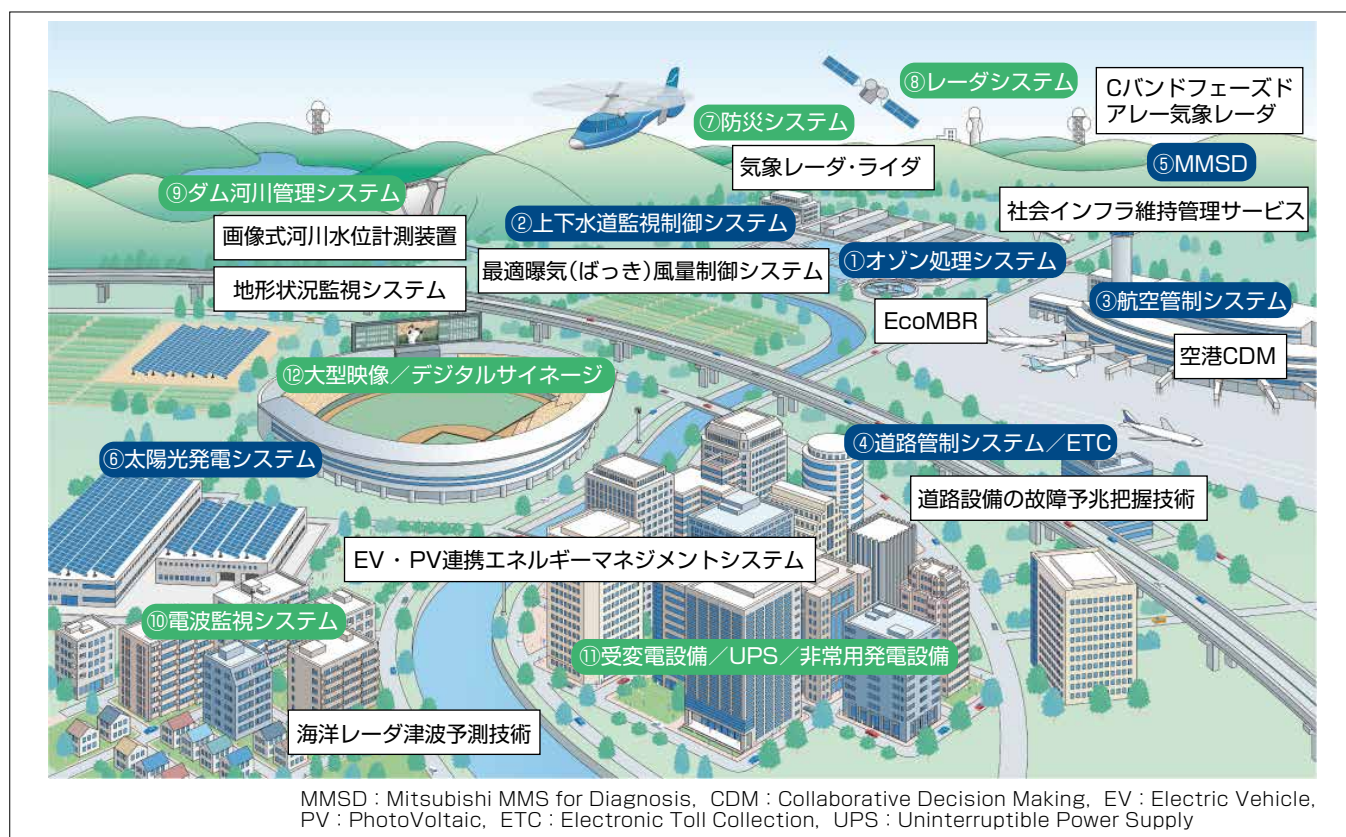 ⑧レーダシステム
Cバンドフェーズド
アレー気象レーダ
⑦防災システム
気象レーダ・ライダ
⑤MMSD
社会インフラ維持管理サービス
⑨ダム河川管理システム
画像式河川水位計測装置
地形状況監視システム
②上下水道監視制御システム
最適曝気(ばっき)風量制御システム
①オゾン処理システム
EcoMBR
③航空管制システム
空港CDM
⑫大型映像／デジタルサイネージ
④道路管制システム／ETC
道路設備の故障予兆把握技術
⑥太陽光発電システム
EV・PV連携エネルギーマネジメントシステム
⑩電波監視システム
⑪受変電設備／UPS／非常用発電設備
海洋レーダ津波予測技術
MMSD：Mitsubishi MMS for Diagnosis, CDM：Collaborative Decision Making, EV：Electric Vehicle,
PV：PhotoVoltaic, ETC：Electronic Toll Collection, UPS：Uninterruptible Power Supply